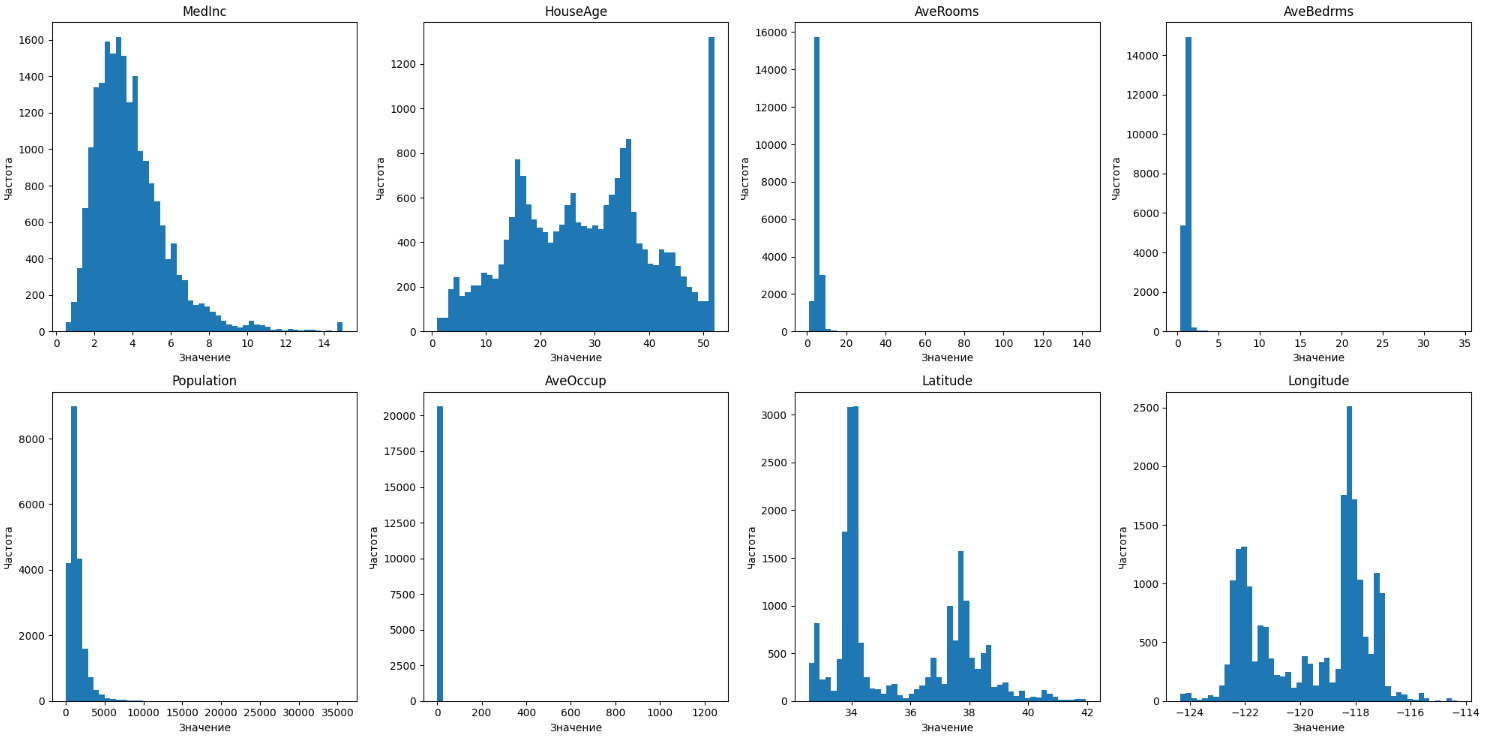 MedInc
1600
1400
1200
1000
800
600
400
200
0
Частота
0 2 4 6 8 10 12 14
Значение
HouseAge
1200
1000
800
600
400
200
0
Частота
0 10 20 30 40 50
Значение
AveRooms
16000
14000
12000
10000
8000
6000
4000
2000
0
Частота
0 20 40 60 80 100 120 140
Значение
AveBedrms
14000
12000
10000
8000
6000
4000
2000
0
Частота
0 5 10 15 20 25 30 35
Значение
Population
8000
6000
4000
2000
0
Частота
0 5000 10000 15000 20000 25000 30000 35000
Значение
AveOccup
20000
17500
15000
12500
10000
7500
5000
2500
0
Частота
0 200 400 600 800 1000 1200
Значение
Latitude
3000
2500
2000
1500
1000
500
0
Частота
34 36 38 40 42
Значение
Longitude
2500
2000
1500
1000
500
0
Частота
−124 −122 −120 −118 −116 −114
Значение